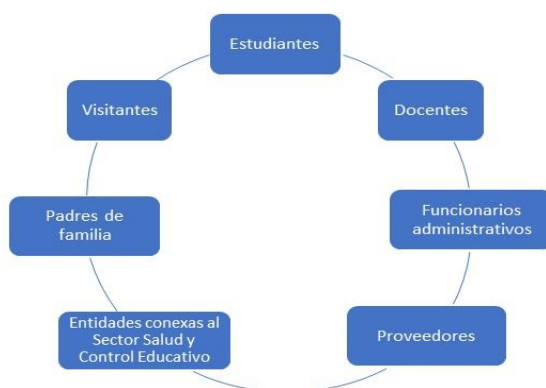 Estudiantes
Docentes
Funcionarios
administrativos
Proveedores
Entidades conexas al
Sector Salud y
Control Educativo
Padres de
familia
Visitantes